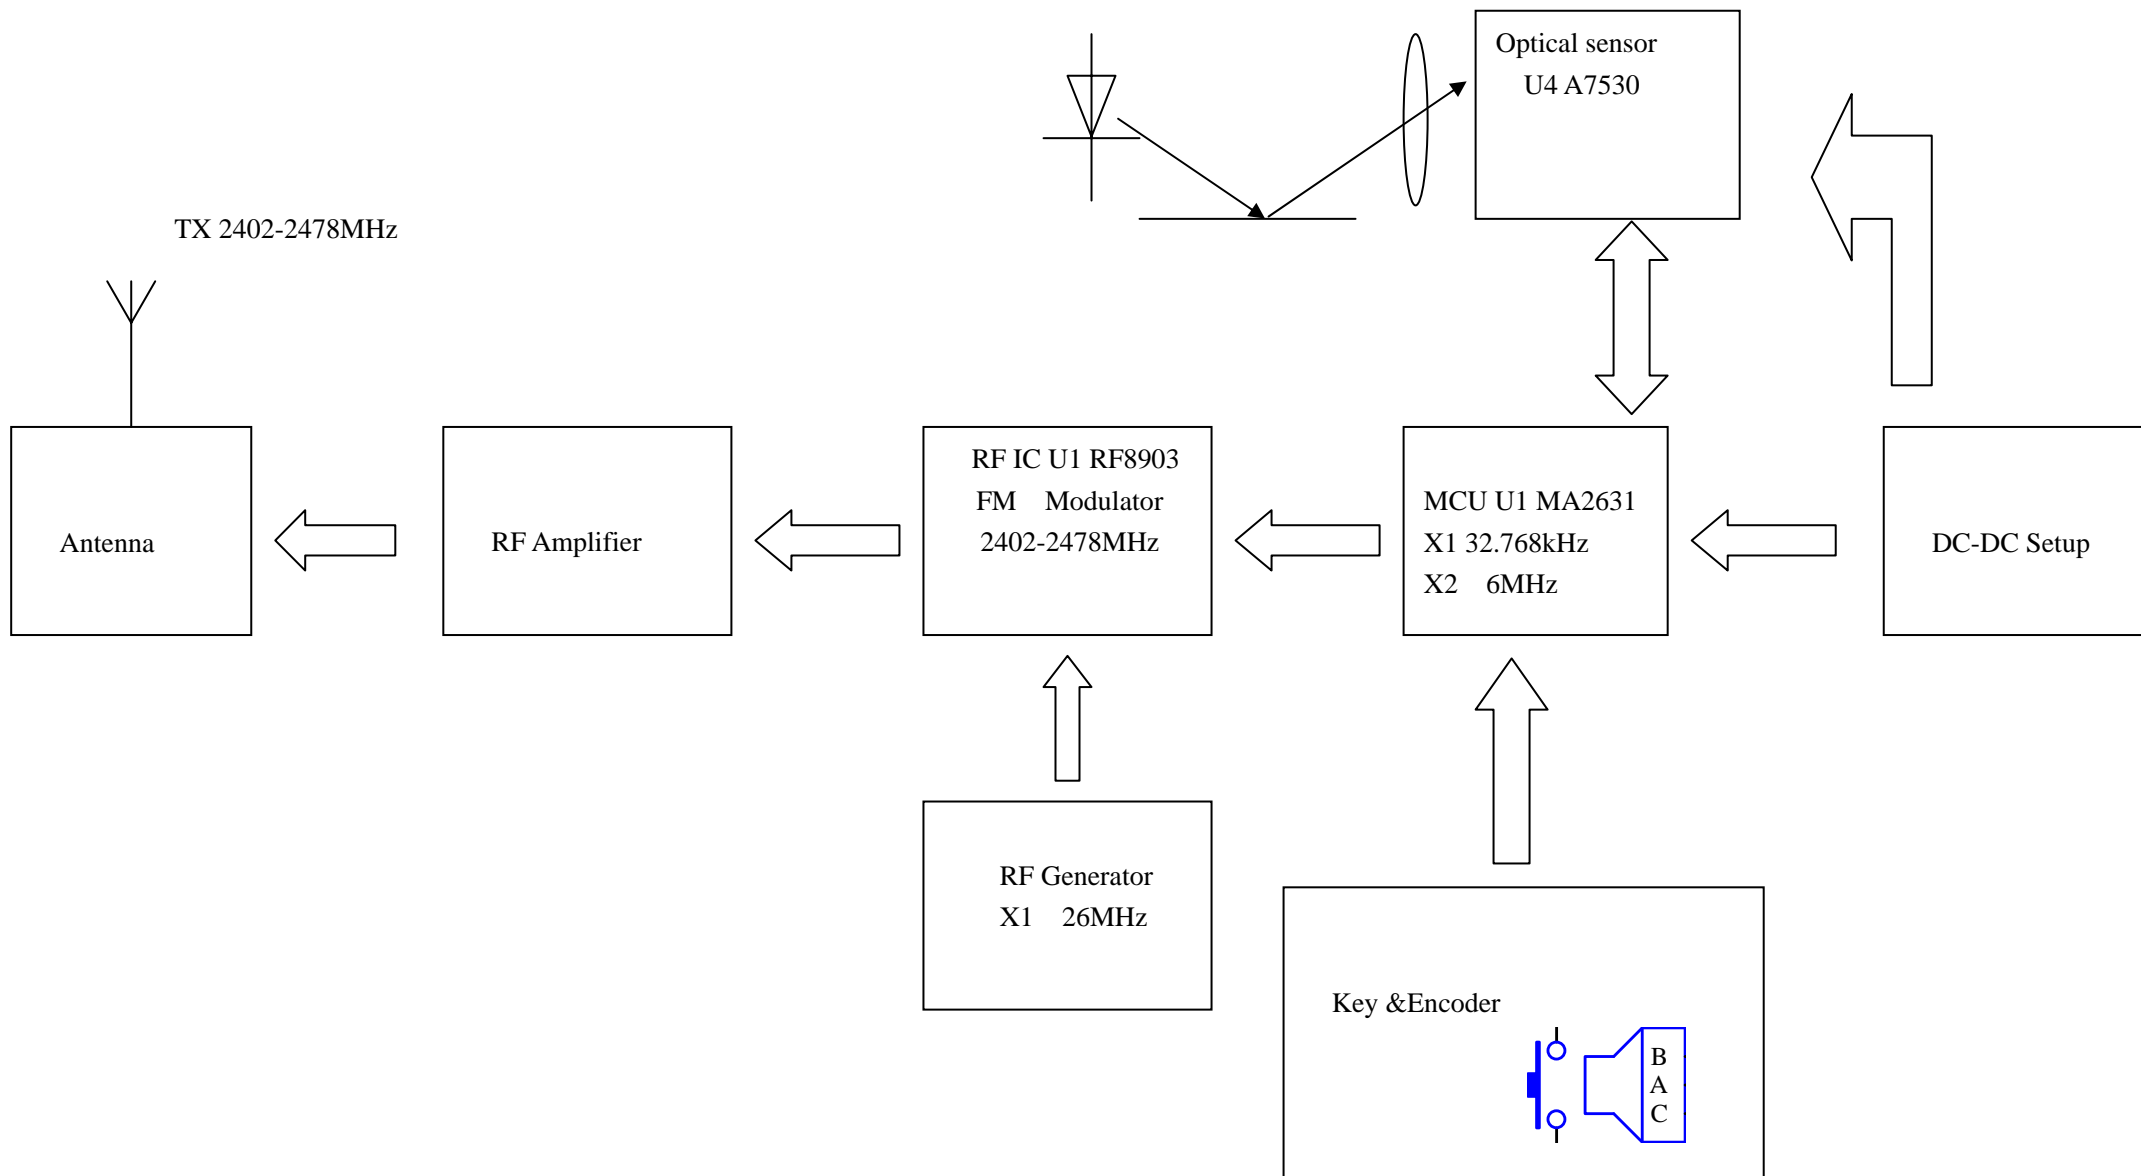 Optical sensor
U4 A7530
TX 2402-2478MHz
Antenna
RF Amplifier
RF IC U1 RF8903
FM Modulator
2402-2478MHz
MCU U1 MA2631
X1 32.768kHz
X2 6MHz
DC-DC Setup
RF Generator
X1 26MHz
Key &Encoder
B
A
C